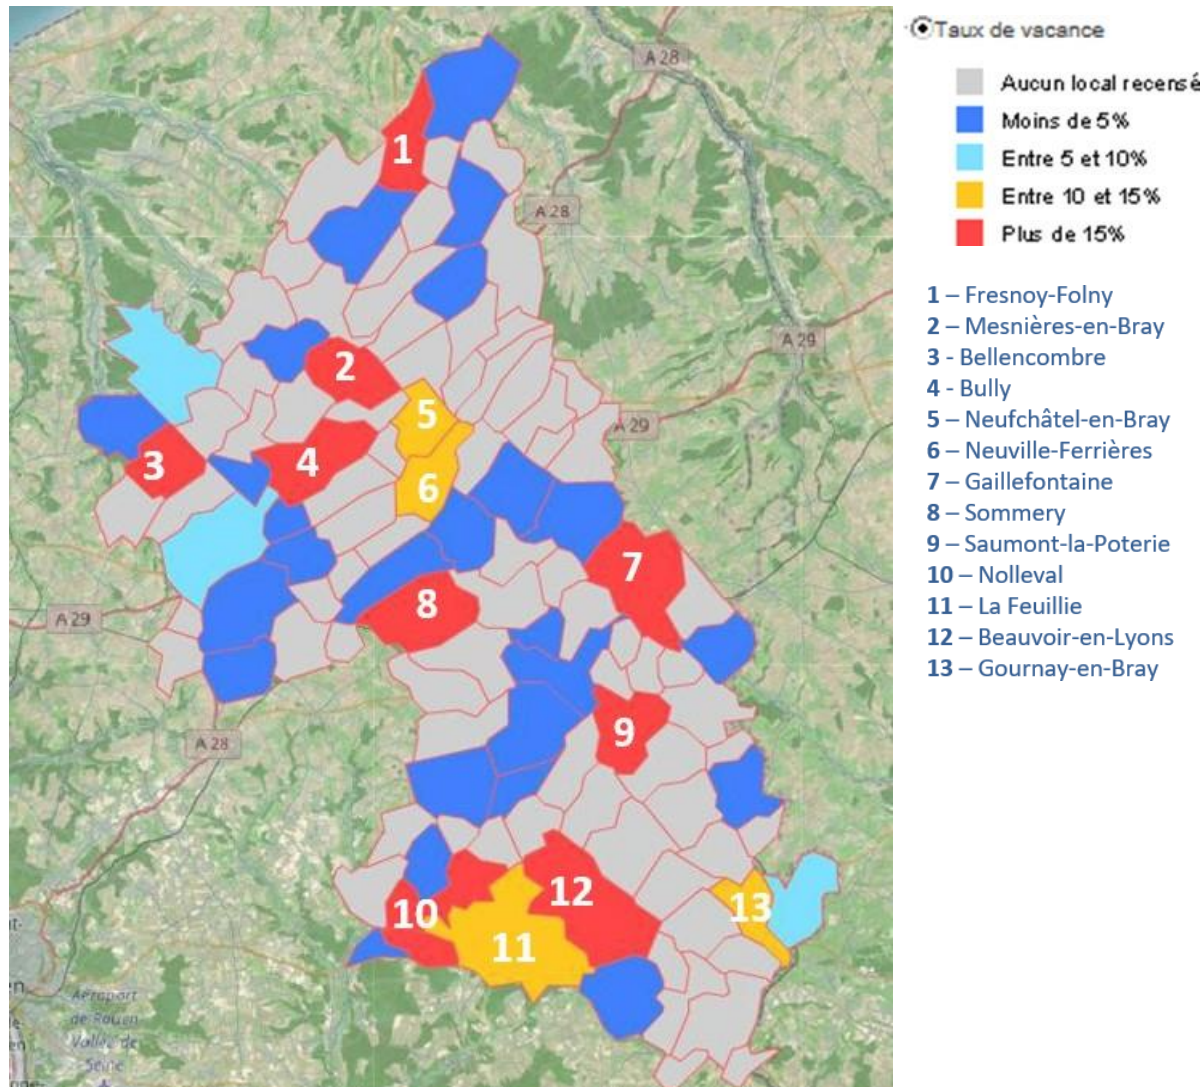 Taux de vacance
Aucun local recensé
Moins de 5%
Entre 5 et 10%
Entre 10 et 15%
Plus de 15%
1 – Fresnoy-Folny
2 – Mesnières-en-Bray
3 - Bellencombre
4 - Bully
5 – Neufchâtel-en-Bray
6 – Neuville-Ferrières
7 – Gaillefontaine
8 – Sommery
9 – Saumont-la-Poterie
10 – Nolleval
11 – La Feuillie
12 – Beauvoir-en-Lyons
13 – Gournay-en-Bray
A 28
1
A 28
A 29
2
5
A 29
3
4
6
7
8
A 29
9
A 28
12
13
10
11
Aéroport
de Rouen
Vallée de
Seine